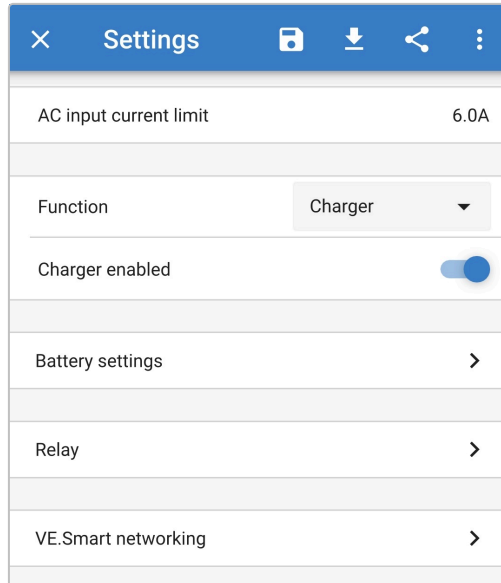 Settings
AC input current limit 6.0A
Function Charger
Charger enabled
Battery settings
Relay
VE.Smart networking